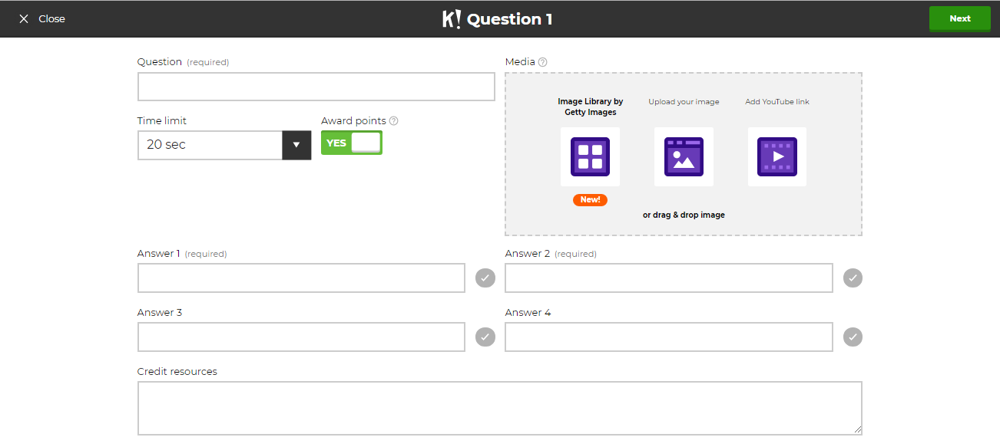 Close
K! Question 1
Next
Question (required)
Media ?
Image Library by
Getty Images
Upload your image
Add YouTube link
New!
or drag & drop image
Time limit
20 sec
Award points ?
YES
Answer 1 (required)
Answer 2 (required)
Answer 3
Answer 4
Credit resources